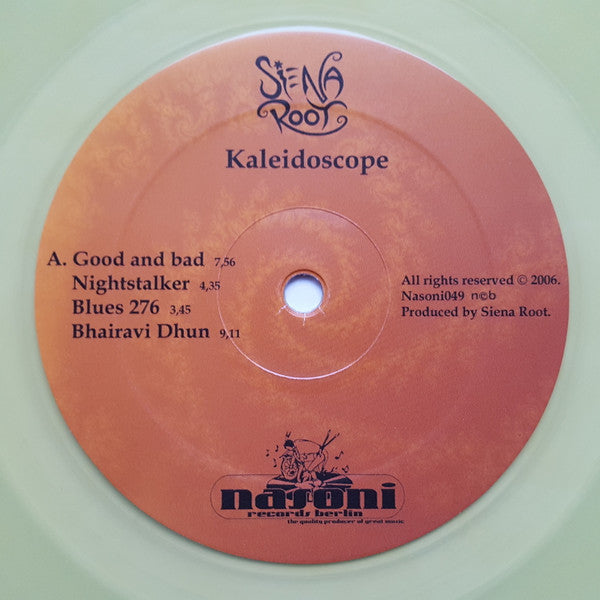 SIENA
ROOT
Kaleidoscope
A. Good and bad 7,56
Nightstalker 4,35
Blues 276 3,45
Bhairavi Dhun 9,11
All rights reserved © 2006.
Nasoni049 n©b
Produced by Siena Root.
nasoni
records berlin
the quality producer of great music